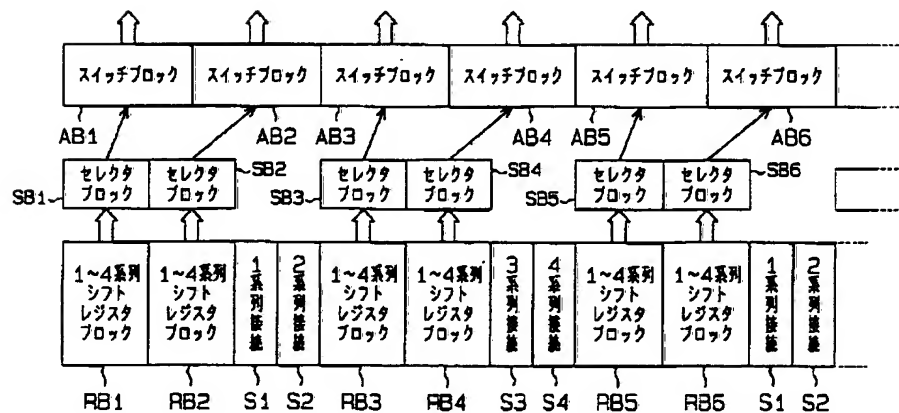 スイッチブロック スイッチブロック スイッチブロック スイッチブロック スイッチブロック スイッチブロック
AB1 AB2 AB3 AB4 AB5 AB6
SB1 セレクタ ブロック セレクタ ブロック SB2 SB3 セレクタ ブロック セレクタ ブロック SB4 SB5 セレクタ ブロック セレクタ ブロック SB6
1~4系列
シフト
レジスタ
ブロック
1~4系列
シフト
レジスタ
ブロック
1系列接続
2系列接続
1~4系列
シフト
レジスタ
ブロック
1~4系列
シフト
レジスタ
ブロック
3系列接続
4系列接続
1~4系列
シフト
レジスタ
ブロック
1~4系列
シフト
レジスタ
ブロック
1系列接続
2系列接続
RB1 RB2 S1 S2 RB3 RB4 S3 S4 RB5 RB6 S1 S2